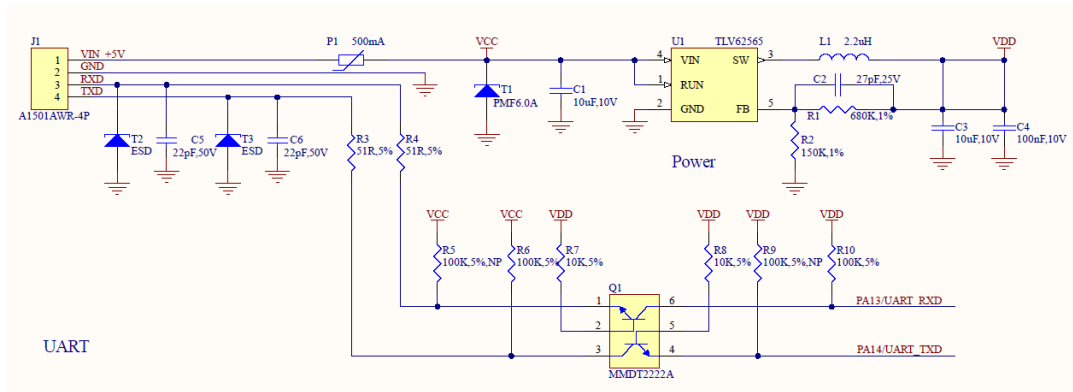 J1
P1 500mA
VCC
U1 TLV62565
L1 2.2uH
VDD
VIN +5V
GND
RXD
TXD
1
2
3
4
A1501AWR-4P
4 VIN SW 3
1 RUN
2 GND FB 5
C2 27pF,25V
R1
680K,1%
T1
PMF6.0A
C1
10uF,10V
T2
ESD
C5
22pF,50V
T3
ESD
C6
22pF,50V
R3
51R,5%
R4
51R,5%
R2
150K,1%
C3
10uF,10V
C4
100nF,10V
Power
VCC
VCC
VDD
VDD
VDD
VDD
R5
100K,5%,NP
R6
100K,5%
R7
10K,5%
R8
10K,5%
R9
100K,5%,NP
R10
100K,5%
Q1
1 6
2 5
3 4
MMDT2222A
PA13/UART_RXD
PA14/UART_TXD
UART